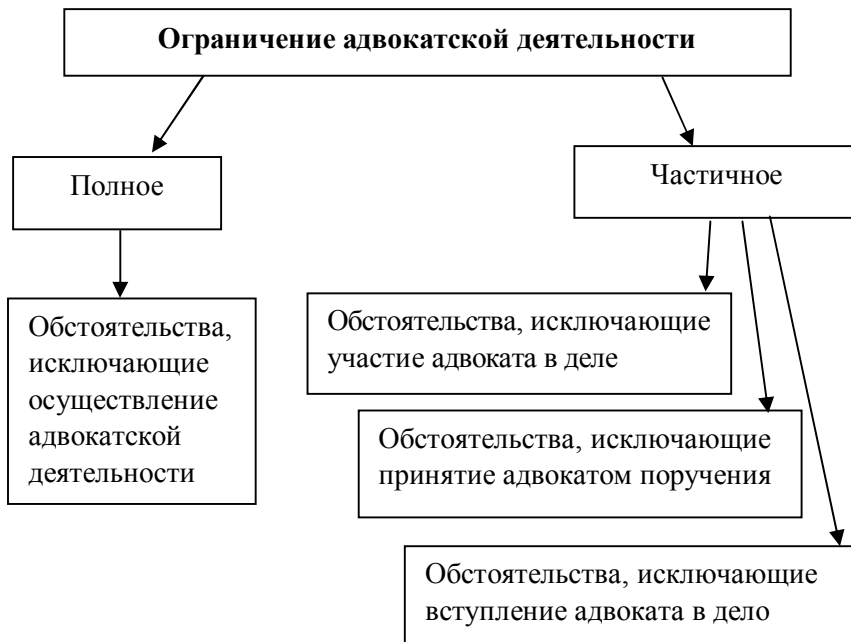 Ограничение адвокатской деятельности
Полное
Частичное
Обстоятельства,
исключающие
осуществление
адвокатской
деятельности
Обстоятельства, исключающие
участие адвоката в деле
Обстоятельства, исключающие
принятие адвокатом поручения
Обстоятельства, исключающие
вступление адвоката в дело